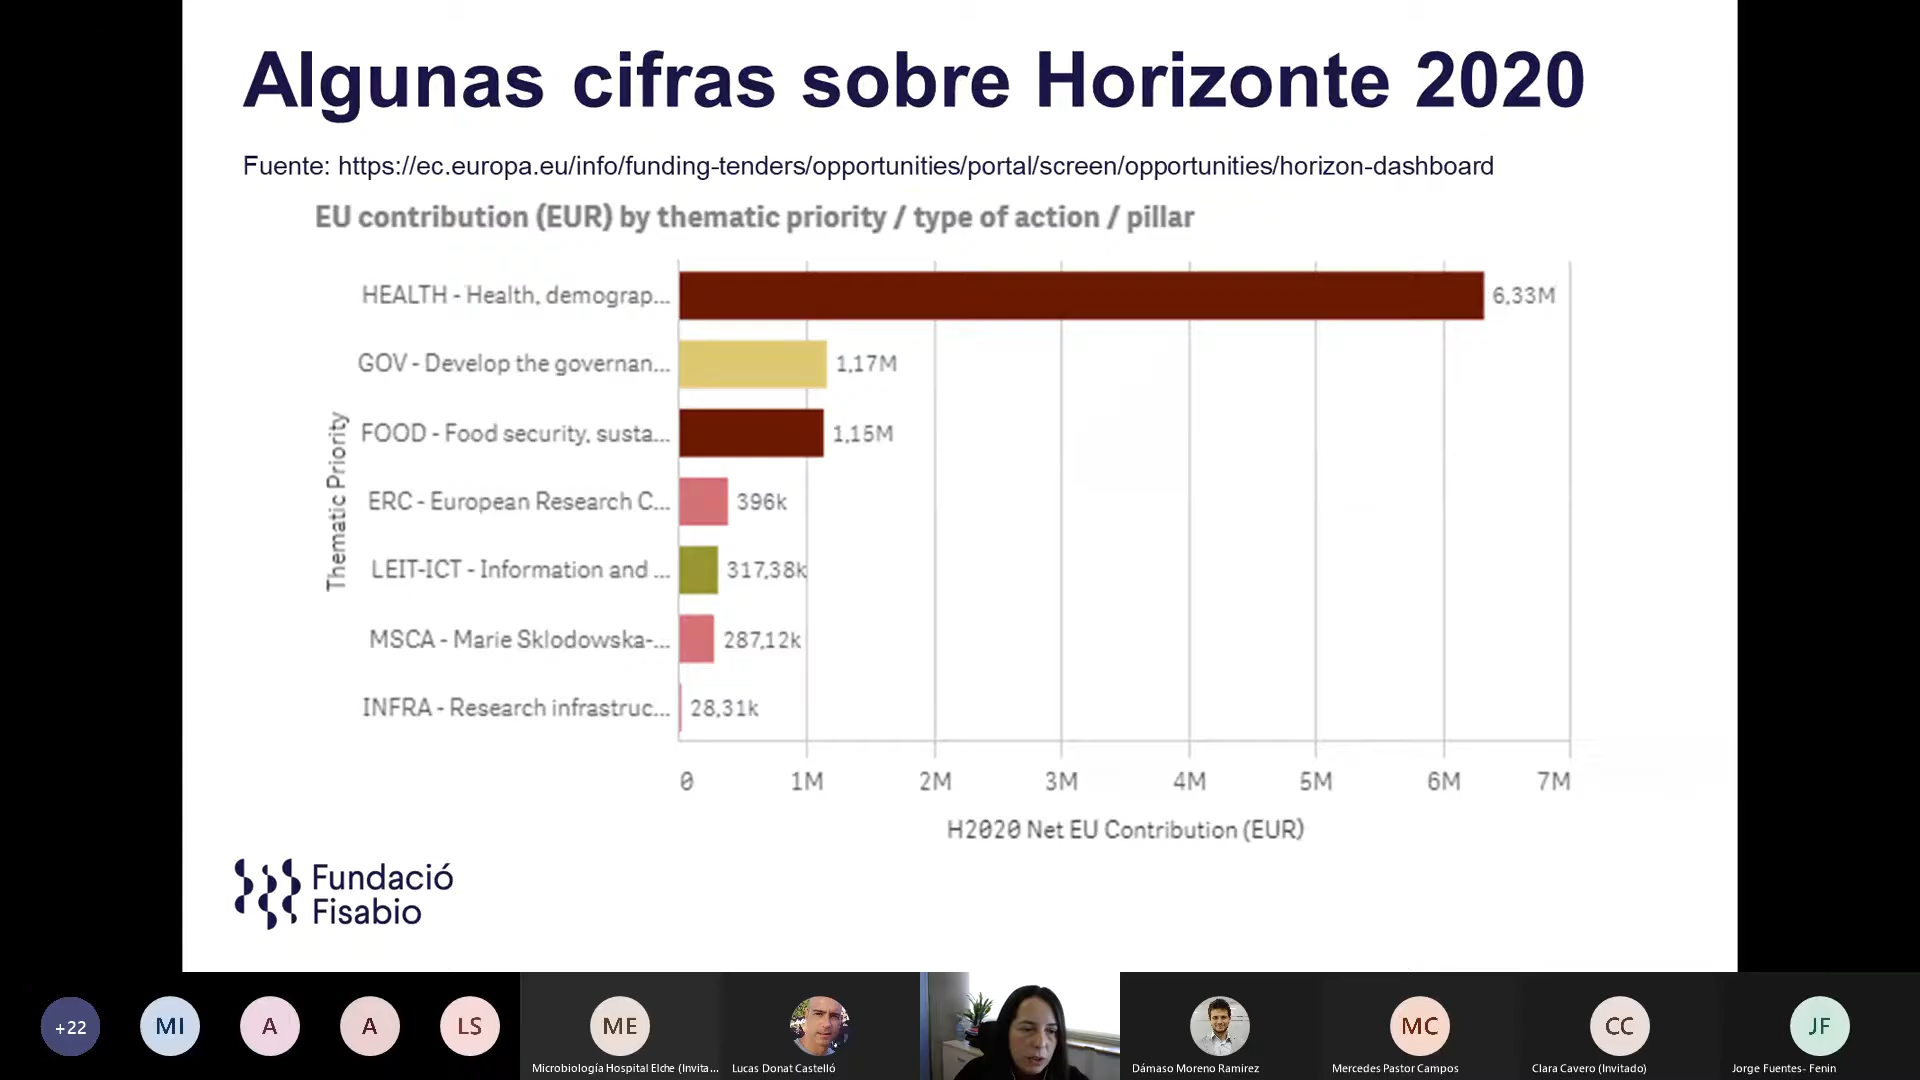 Algunas cifras sobre Horizonte 2020
Fuente: https://ec.europa.eu/info/funding-tenders/opportunities/portal/screen/opportunities/horizon-dashboard
EU contribution (EUR) by thematic priority / type of action / pillar
Thematic Priority
HEALTH - Health, demograp... 6,33M
GOV - Develop the governan... 1,17M
FOOD - Food security, susta... 1,15M
ERC - European Research C... 396k
LEIT-ICT - Information and ... 317,38k
MSCA - Marie Sklodowska-... 287,12k
INFRA - Research infrastruc... 28,31k
0 1M 2M 3M 4M 5M 6M 7M
H2020 Net EU Contribution (EUR)
Fundació
Fisabio
+22 MI A A LS ME MC CC JF
Microbiología Hospital Elche (Invita... Lucas Donat Castelló Dámaso Moreno Ramirez Mercedes Pastor Campos Clara Cavero (Invitado) Jorge Fuentes- Fenin